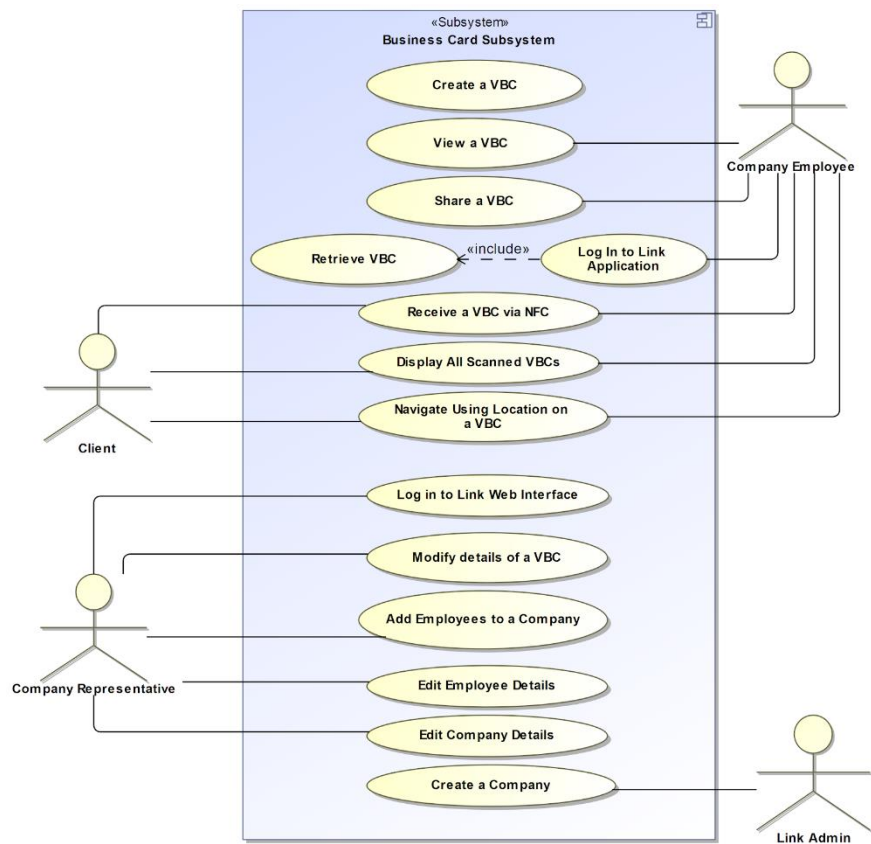 «Subsystem»
Business Card Subsystem
Create a VBC
View a VBC
Company Employee
Share a VBC
Retrieve VBC
«include»
Log In to Link
Application
Receive a VBC via NFC
Display All Scanned VBCs
Navigate Using Location on
a VBC
Client
Log in to Link Web Interface
Modify details of a VBC
Add Employees to a Company
Company Representative
Edit Employee Details
Edit Company Details
Create a Company
Link Admin